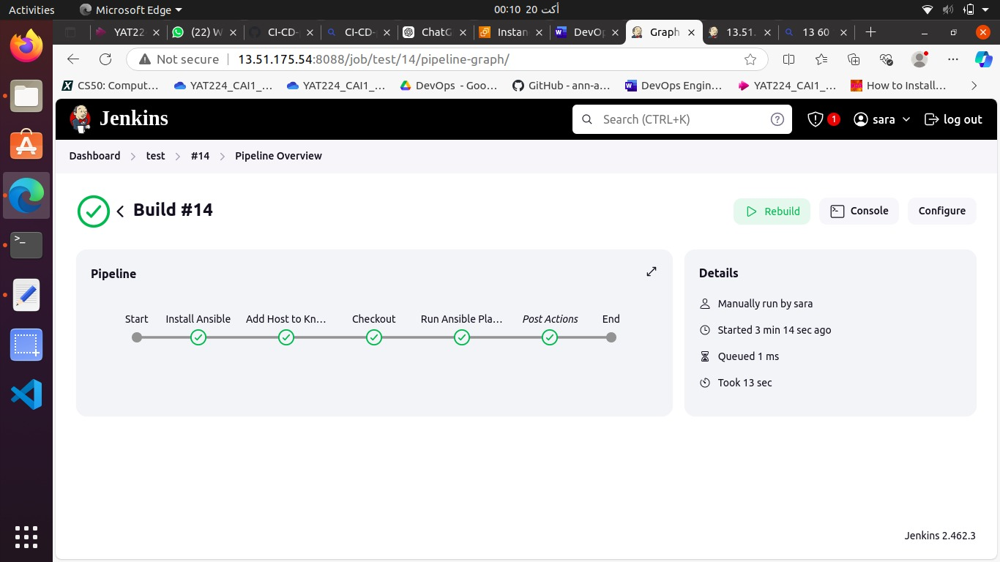 Activities Microsoft Edge 00:10 20 أكت
YAT22 (22) W CI-CD- CI-CD- ChatG Instan DevOp Graph 13.51. 13 60
Not secure 13.51.175.54:8088/job/test/14/pipeline-graph/
CS50: Comput... YAT224_CAI1_... YAT224_CAI1_... DevOps - Goo... GitHub - ann-a... DevOps Engin... YAT224_CAI1_... How to Install...
Jenkins Search (CTRL+K) 1 sara log out
Dashboard test #14 Pipeline Overview
Build #14 Rebuild Console Configure
Pipeline
Start Install Ansible Add Host to Kn... Checkout Run Ansible Pla... Post Actions End
Details
Manually run by sara
Started 3 min 14 sec ago
Queued 1 ms
Took 13 sec
Jenkins 2.462.3